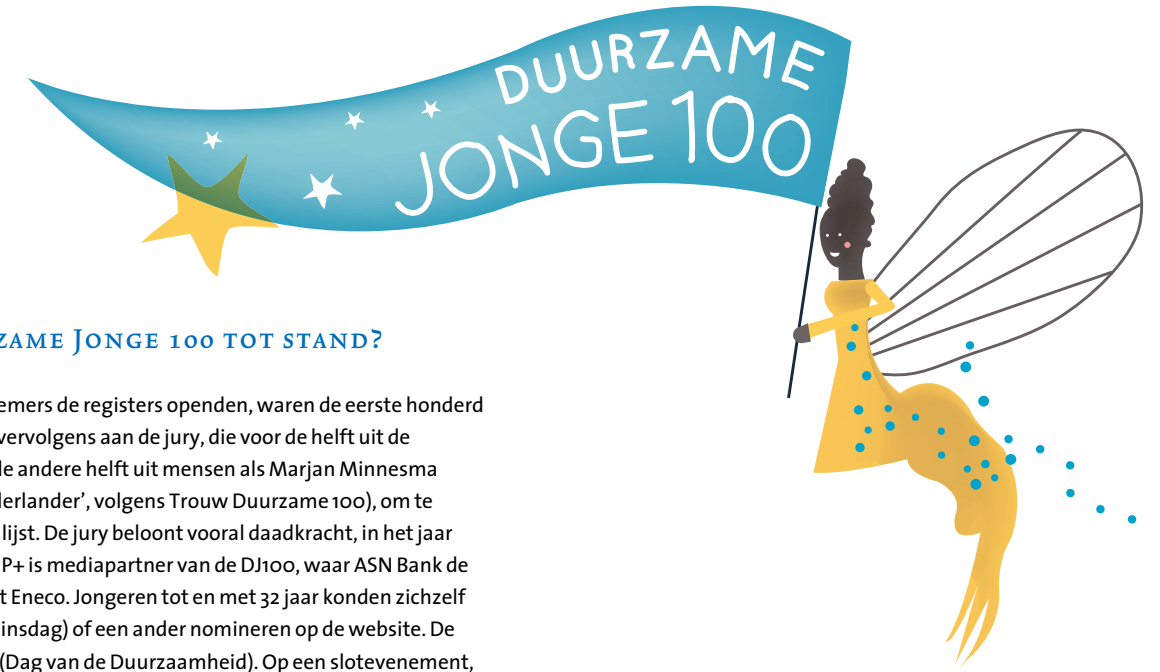 DUURZAME
JONGE 100
ZAME JONGE 100 TOT STAND?
emers de registers openden, waren de eerste honderd
vervolgens aan de jury, die voor de helft uit de
de andere helft uit mensen als Marjan Minnesma
derlander’, volgens Trouw Duurzame 100), om te
lijst. De jury beloont vooral daadkracht, in het jaar
P+ is mediapartner van de DJ100, waar ASN Bank de
t Eneco. Jongeren tot en met 32 jaar konden zichzelf
insdag) of een ander nomineren op de website. De
(Dag van de Duurzaamheid). Op een slotevenement,